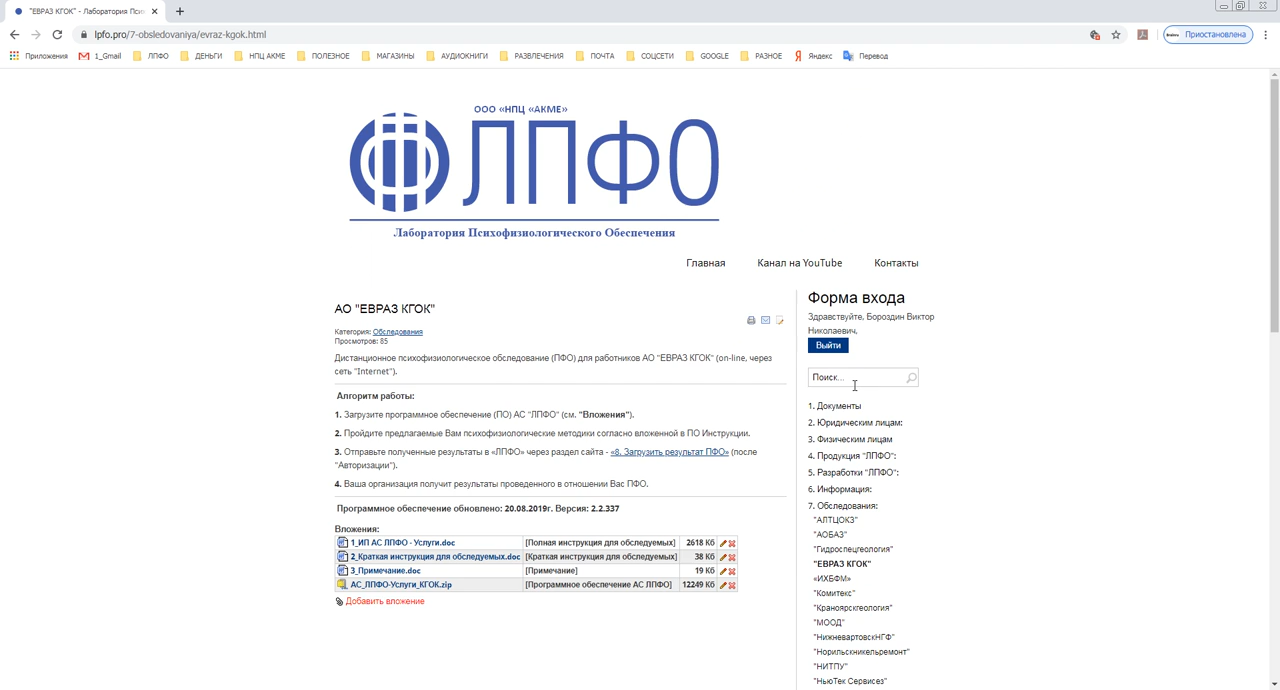 "ЕВРАЗ КГОК" - Лаборатория Пси
lpfo.pro/7-obsledovaniya/evraz-kgok.html
Приостановлена
Приложения 1_Gmail ЛПФО ДЕНЬГИ НПЦ АКМЕ ПОЛЕЗНОЕ МАГАЗИНЫ АУДИОКНИГИ РАЗВЛЕЧЕНИЯ ПОЧТА СОЦСЕТИ GOOGLE РАЗНОЕ Яндекс Перевод
ООО «НПЦ «АКМЕ»
ЛПФО
Лаборатория Психофизиологического Обеспечения
Главная Канал на YouTube Контакты
АО "ЕВРАЗ КГОК"
Категория: Обследования
Просмотров: 85
Дистанционное психофизиологическое обследование (ПФО) для работников АО "ЕВРАЗ КГОК" (on-line, через
сеть "Internet").
Алгоритм работы:
1. Загрузите программное обеспечение (ПО) АС "ЛПФО" (см. "Вложения").
2. Пройдите предлагаемые Вам психофизиологические методики согласно вложенной в ПО Инструкции.
3. Отправьте полученные результаты в «ЛПФО» через раздел сайта - «8. Загрузить результат ПФО» (после
"Авторизации").
4. Ваша организация получит результаты проведенного в отношении Вас ПФО.
Программное обеспечение обновлено: 20.08.2019г. Версия: 2.2.337
Вложения:
1_ИП АС ЛПФО - Услуги.doc [Полная инструкция для обследуемых] 2618 Кб
2_Краткая инструкция для обследуемых.doc [Краткая инструкция для обследуемых] 38 Кб
3_Примечание.doc [Примечание] 19 Кб
АС_ЛПФО-Услуги_КГОК.zip [Программное обеспечение АС ЛПФО] 12249 Кб
Добавить вложение
Форма входа
Здравствуйте, Бороздин Виктор
Николаевич,
Выйти
Поиск...
1. Документы
2. Юридическим лицам:
3. Физическим лицам
4. Продукция "ЛПФО":
5. Разработки "ЛПФО":
6. Информация:
7. Обследования:
"АЛТЦОКЗ"
"АОБАЗ"
"Гидроспецгеология"
"ЕВРАЗ КГОК"
«ИХБФМ»
"Комитекс"
"Краноярскгеология"
"МООД"
"НижневартовскНГФ"
"Норильскникельремонт"
"НИТПУ"
"НьюТек Сервисез"